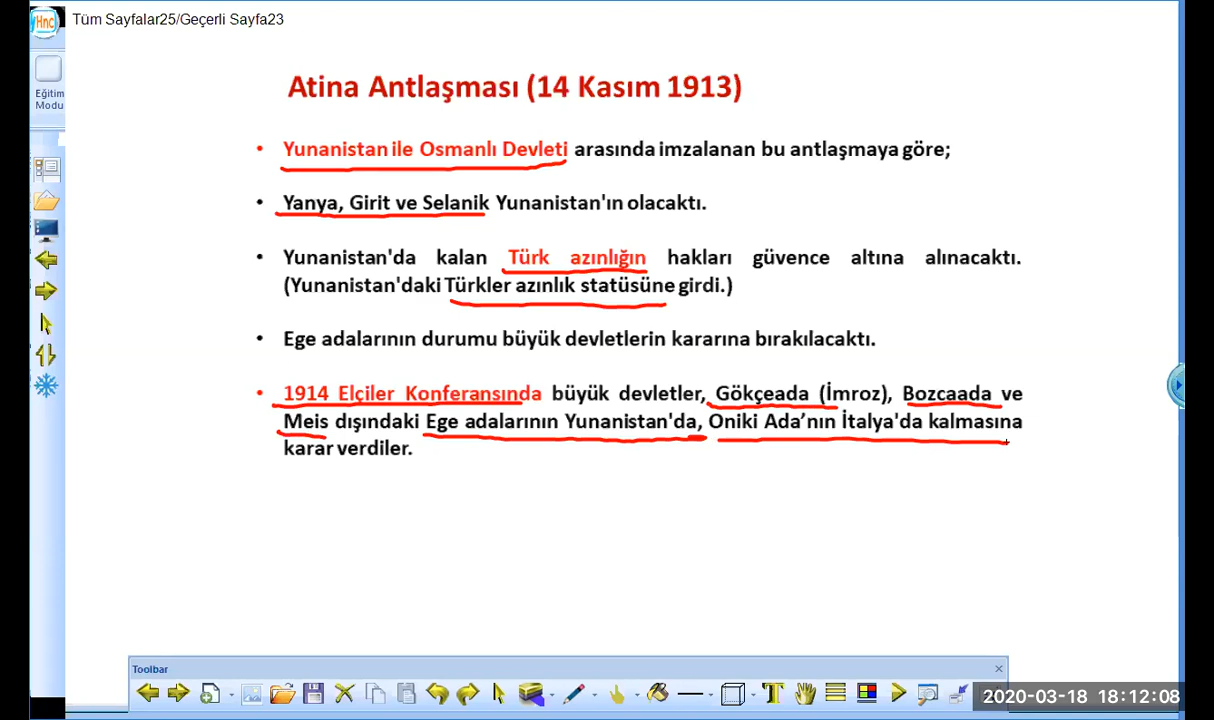 Hnc
Tüm Sayfalar25/Geçerli Sayfa23
Eğitim
Modu
Atina Antlaşması (14 Kasım 1913)
• Yunanistan ile Osmanlı Devleti arasında imzalanan bu antlaşmaya göre;
• Yanya, Girit ve Selanik Yunanistan'ın olacaktı.
• Yunanistan'da kalan Türk azınlığın hakları güvence altına alınacaktı.
(Yunanistan'daki Türkler azınlık statüsüne girdi.)
• Ege adalarının durumu büyük devletlerin kararına bırakılacaktı.
• 1914 Elçiler Konferansında büyük devletler, Gökçeada (İmroz), Bozcaada ve
Meis dışındaki Ege adalarının Yunanistan'da, Oniki Ada’nın İtalya'da kalmasına
karar verdiler.
Toolbar
2020-03-18 18:12:08